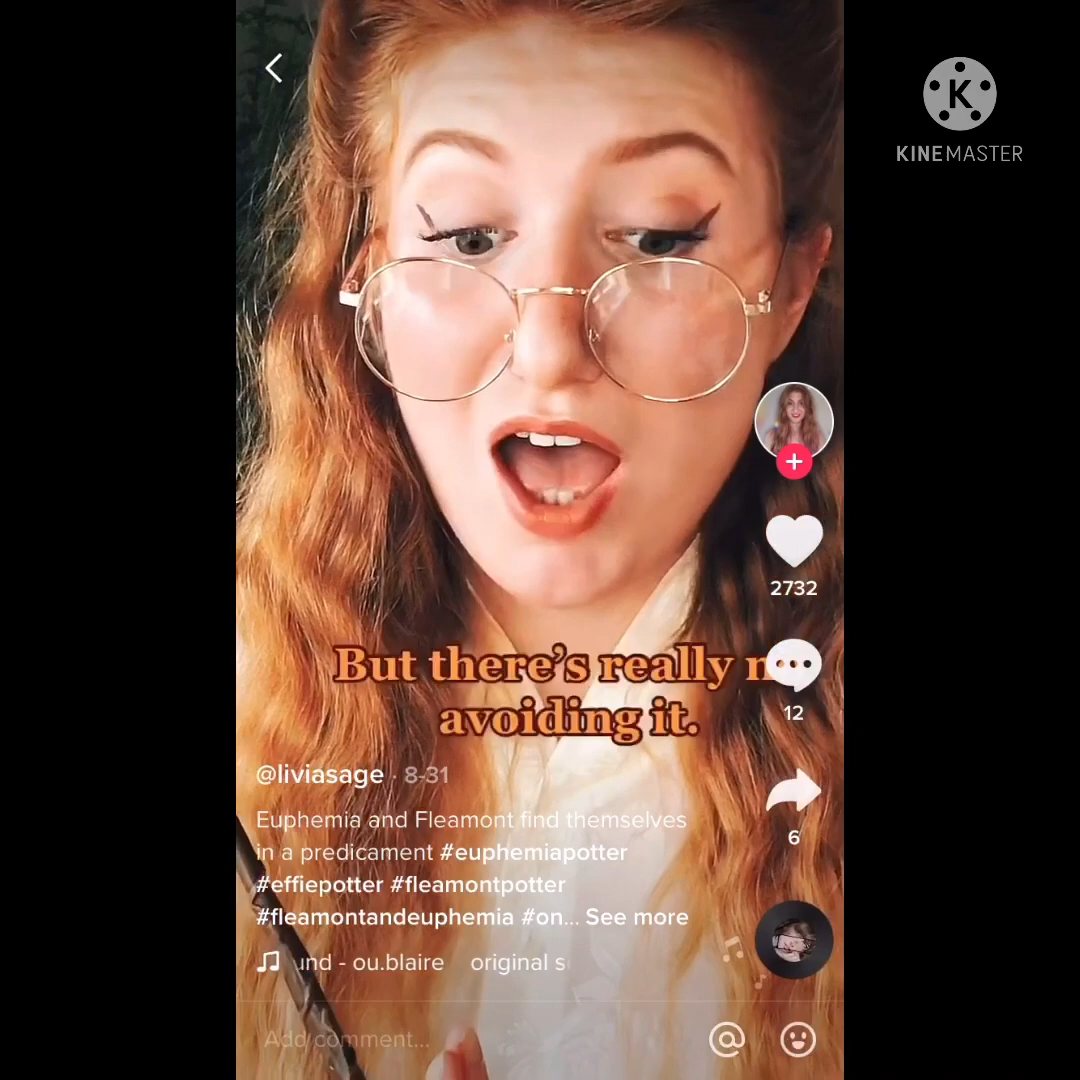 K
KINEMASTER
2732
But there's really
avoiding it.
12
@liviasage · 8-31
Euphemia and Fleamont find themselves
in a predicament #euphemiapotter
#effiepotter #fleamontpotter
#fleamontandeuphemia #on... See more
und - ou.blaire original s
6
Add comment...